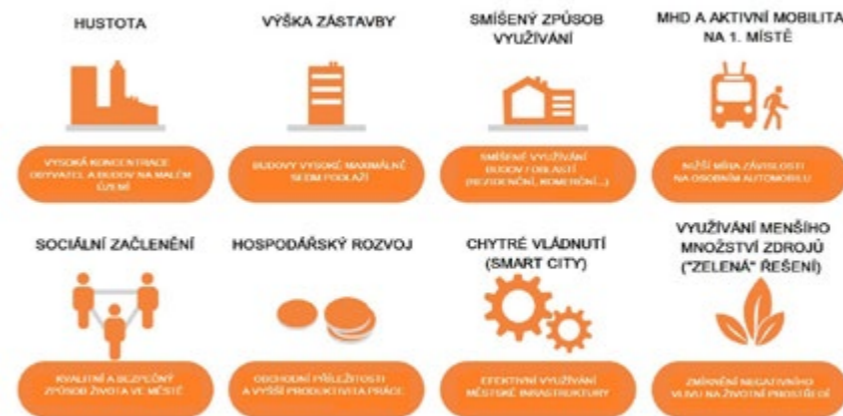 HUSTOTA
VYSOKÁ KONCENTRACE
OBYVATEL A BUDOV NA MALÉM
ÚZEMÍ
VÝŠKA ZÁSTAVBY
BUDOVY VYSOKÉ MAXIMÁLNĚ
SEDM PODLAŽÍ
SMÍŠENÝ ZPŮSOB
VYUŽÍVÁNÍ
SMÍŠENÉ VYUŽÍVÁNÍ
BUDOV / OBLASTÍ
(REZIDENČNÍ, KOMERČNÍ...)
MHD A AKTIVNÍ MOBILITA
NA 1. MÍSTĚ
NIŽŠÍ MÍRA ZÁVISLOSTI
NA OSOBNÍM AUTOMOBILU
SOCIÁLNÍ ZAČLENĚNÍ
KVALITNÍ A BEZPEČNÝ
ZPŮSOB ŽIVOTA VE MĚSTĚ
HOSPODÁŘSKÝ ROZVOJ
OBCHODNÍ PŘÍLEŽITOSTI
A VYŠŠÍ PRODUKTIVITA PRÁCE
CHYTRÉ VLÁDNUTÍ
(SMART CITY)
EFEKTIVNÍ VYUŽÍVÁNÍ
MĚSTSKÉ INFRASTRUKTURY
VYUŽÍVÁNÍ MENŠÍHO
MNOŽSTVÍ ZDROJŮ
("ZELENÁ" ŘEŠENÍ)
ZMÍRNĚNÍ NEGATIVNÍHO
VLIVU NA ŽIVOTNÍ PROSTŘEDÍ